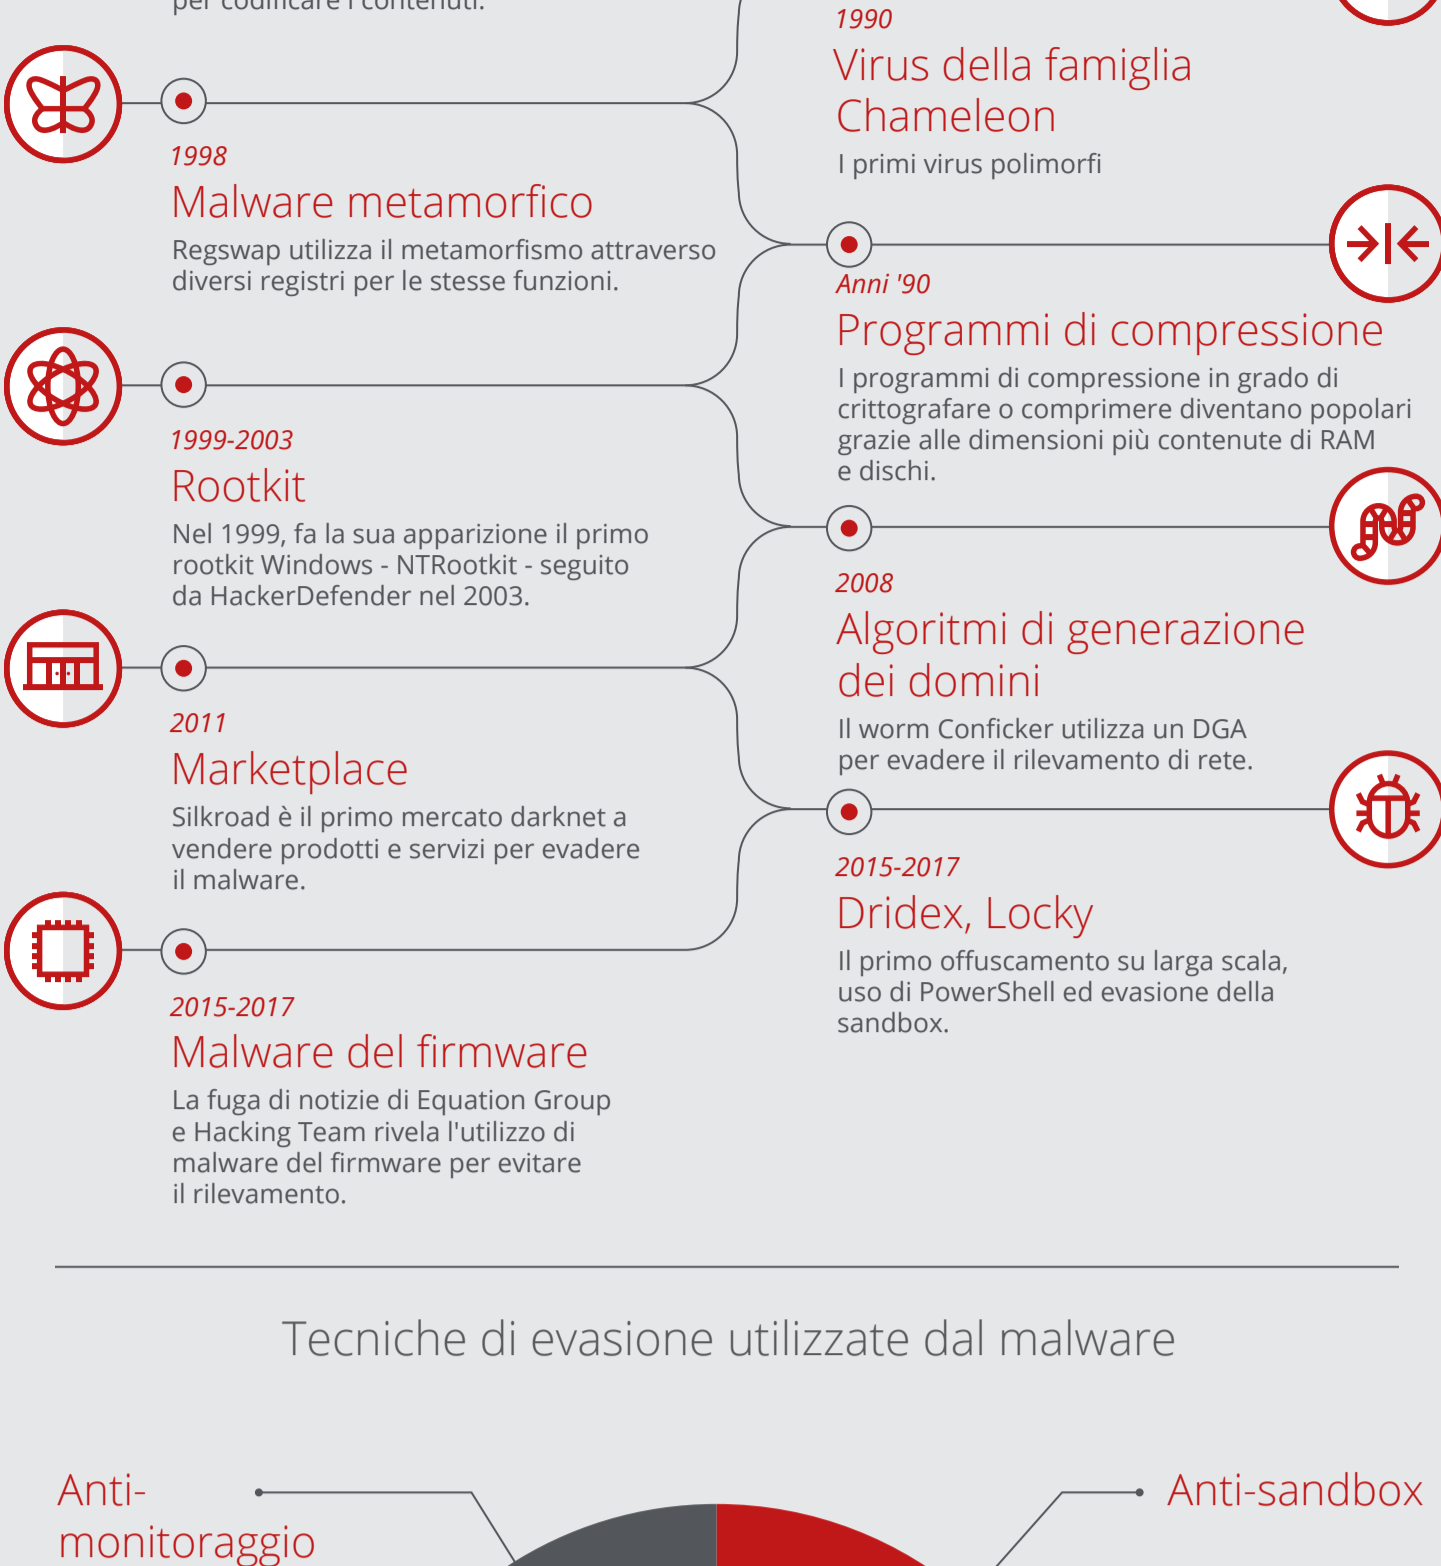 per codificare i contenuti.
1990
Virus della famiglia
Chameleon
I primi virus polimorfi
1998
Malware metamorfico
Regswap utilizza il metamorfismo attraverso
diversi registri per le stesse funzioni.
Anni '90
Programmi di compressione
I programmi di compressione in grado di
crittografare o comprimere diventano popolari
grazie alle dimensioni più contenute di RAM
e dischi.
1999-2003
Rootkit
Nel 1999, fa la sua apparizione il primo
rootkit Windows - NTRootkit - seguito
da HackerDefender nel 2003.
2008
Algoritmi di generazione
dei domini
Il worm Conficker utilizza un DGA
per evadere il rilevamento di rete.
2011
Marketplace
Silkroad è il primo mercato darknet a
vendere prodotti e servizi per evadere
il malware.
2015-2017
Dridex, Locky
Il primo offuscamento su larga scala,
uso di PowerShell ed evasione della
sandbox.
2015-2017
Malware del firmware
La fuga di notizie di Equation Group
e Hacking Team rivela l'utilizzo di
malware del firmware per evitare
il rilevamento.
Tecniche di evasione utilizzate dal malware
Anti-
monitoraggio
Anti-sandbox